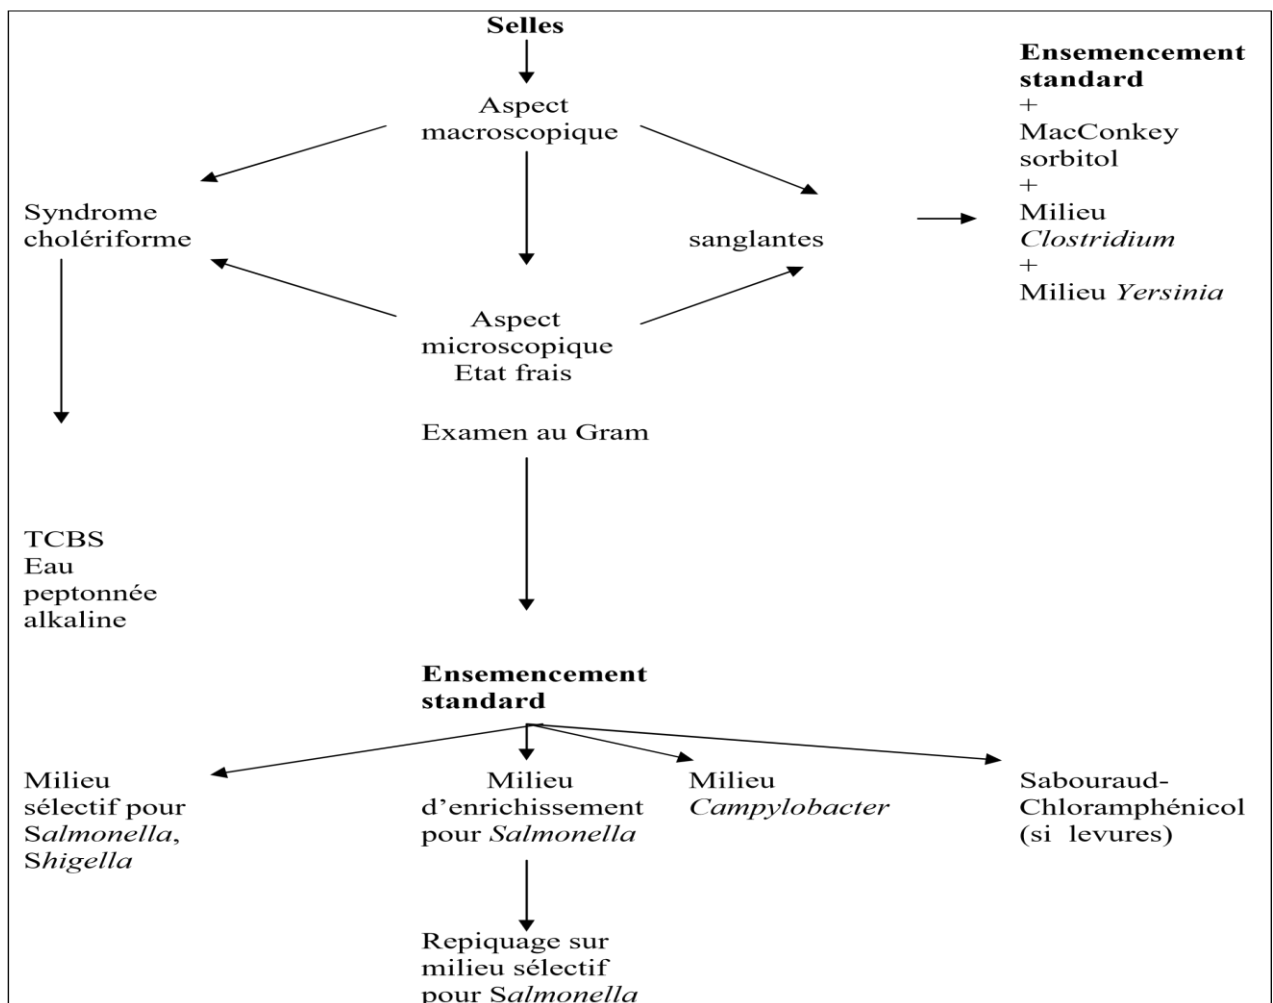 Selles
Aspect
macroscopique
Ensemencement
standard
+
MacConkey
sorbitol
+
Milieu
Clostridium
+
Milieu Yersinia
Syndrome
cholériforme
sanglantes
Aspect
microscopique
Etat frais
Examen au Gram
TCBS
Eau
peptonnée
alkaline
Ensemencement
standard
Milieu
sélectif pour
Salmonella,
Shigella
Milieu
d’enrichissement
pour Salmonella
Milieu
Campylobacter
Sabouraud-
Chloramphénicol
(si levures)
Repiquage sur
milieu sélectif
pour Salmonella